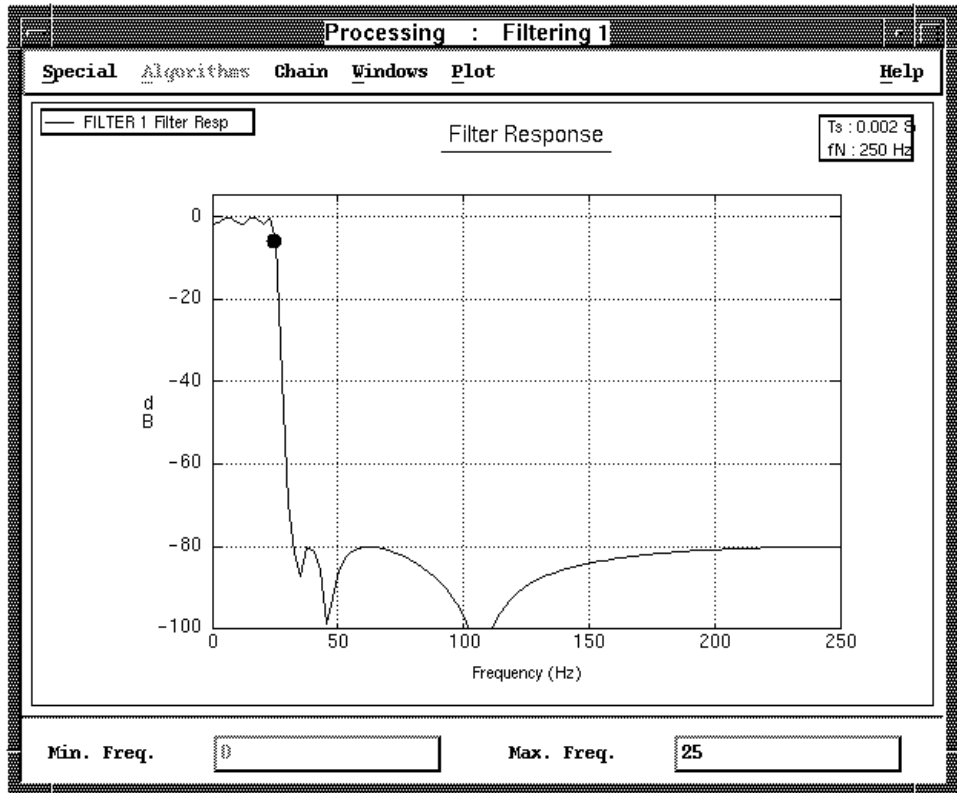 Processing : Filtering 1
Special Algorithms Chain Windows Plot Help
FILTER 1 Filter Resp
Filter Response
Ts : 0.002 S
fN : 250 Hz
0
-20
-40
-60
-80
-100
d
B
0 50 100 150 200 250
Frequency (Hz)
Min. Freq. 0 Max. Freq. 25